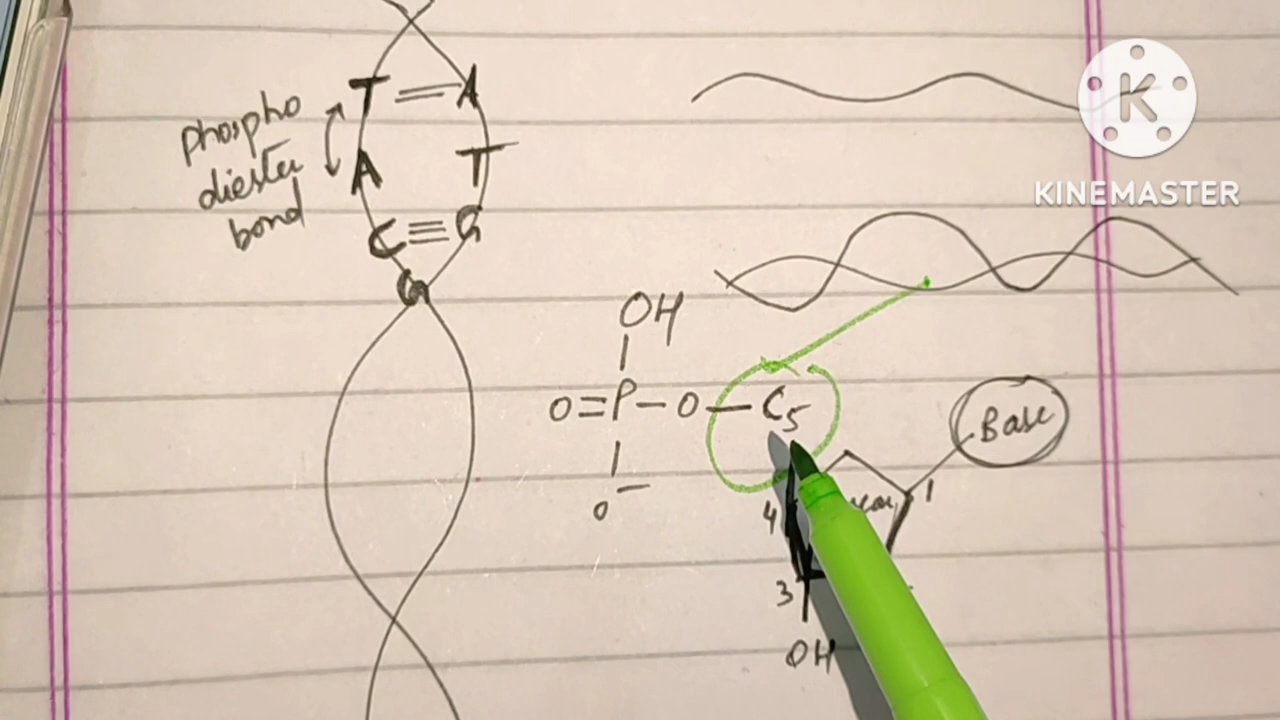 T = A
phospho
diester
bond
A T
C ≡ G
G
OH
O=P-O-C5
O-
Base
1
4
3
OH
K
KINEMASTER